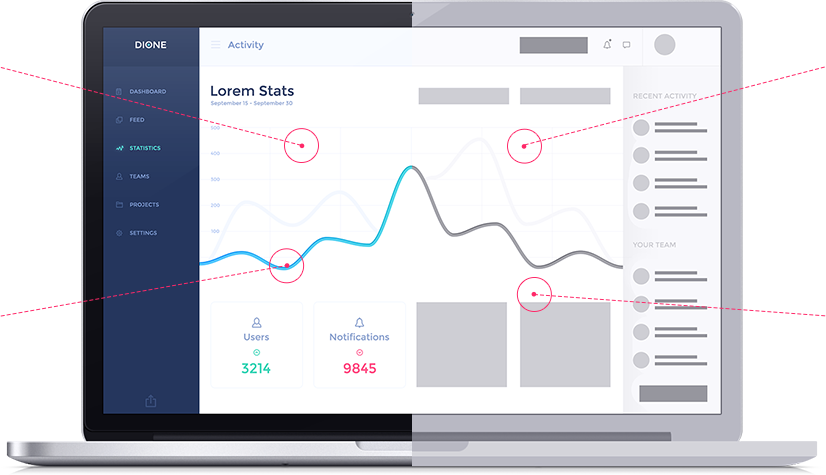 DIONE
Activity
DASHBOARD
FEED
STATISTICS
TEAMS
PROJECTS
SETTINGS
Lorem Stats
September 15 - September 30
500
400
300
200
100
Users
3214
Notifications
9845
RECENT ACTIVITY
YOUR TEAM